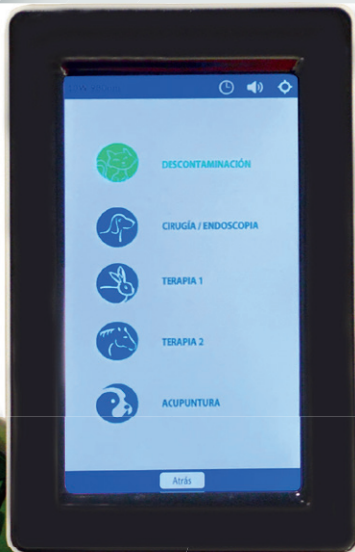 DESCONTAMINACIÓN
CIRUGÍA / ENDOSCOPIA
TERAPIA 1
TERAPIA 2
ACUPUNTURA
Atrás